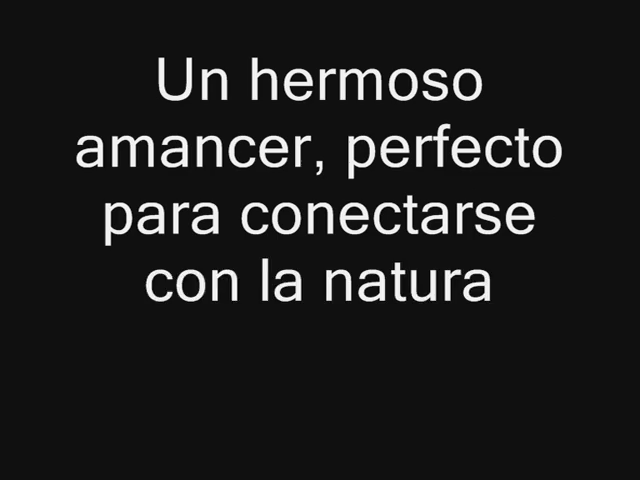 Un hermoso
amancer, perfecto
para conectarse
con la natura